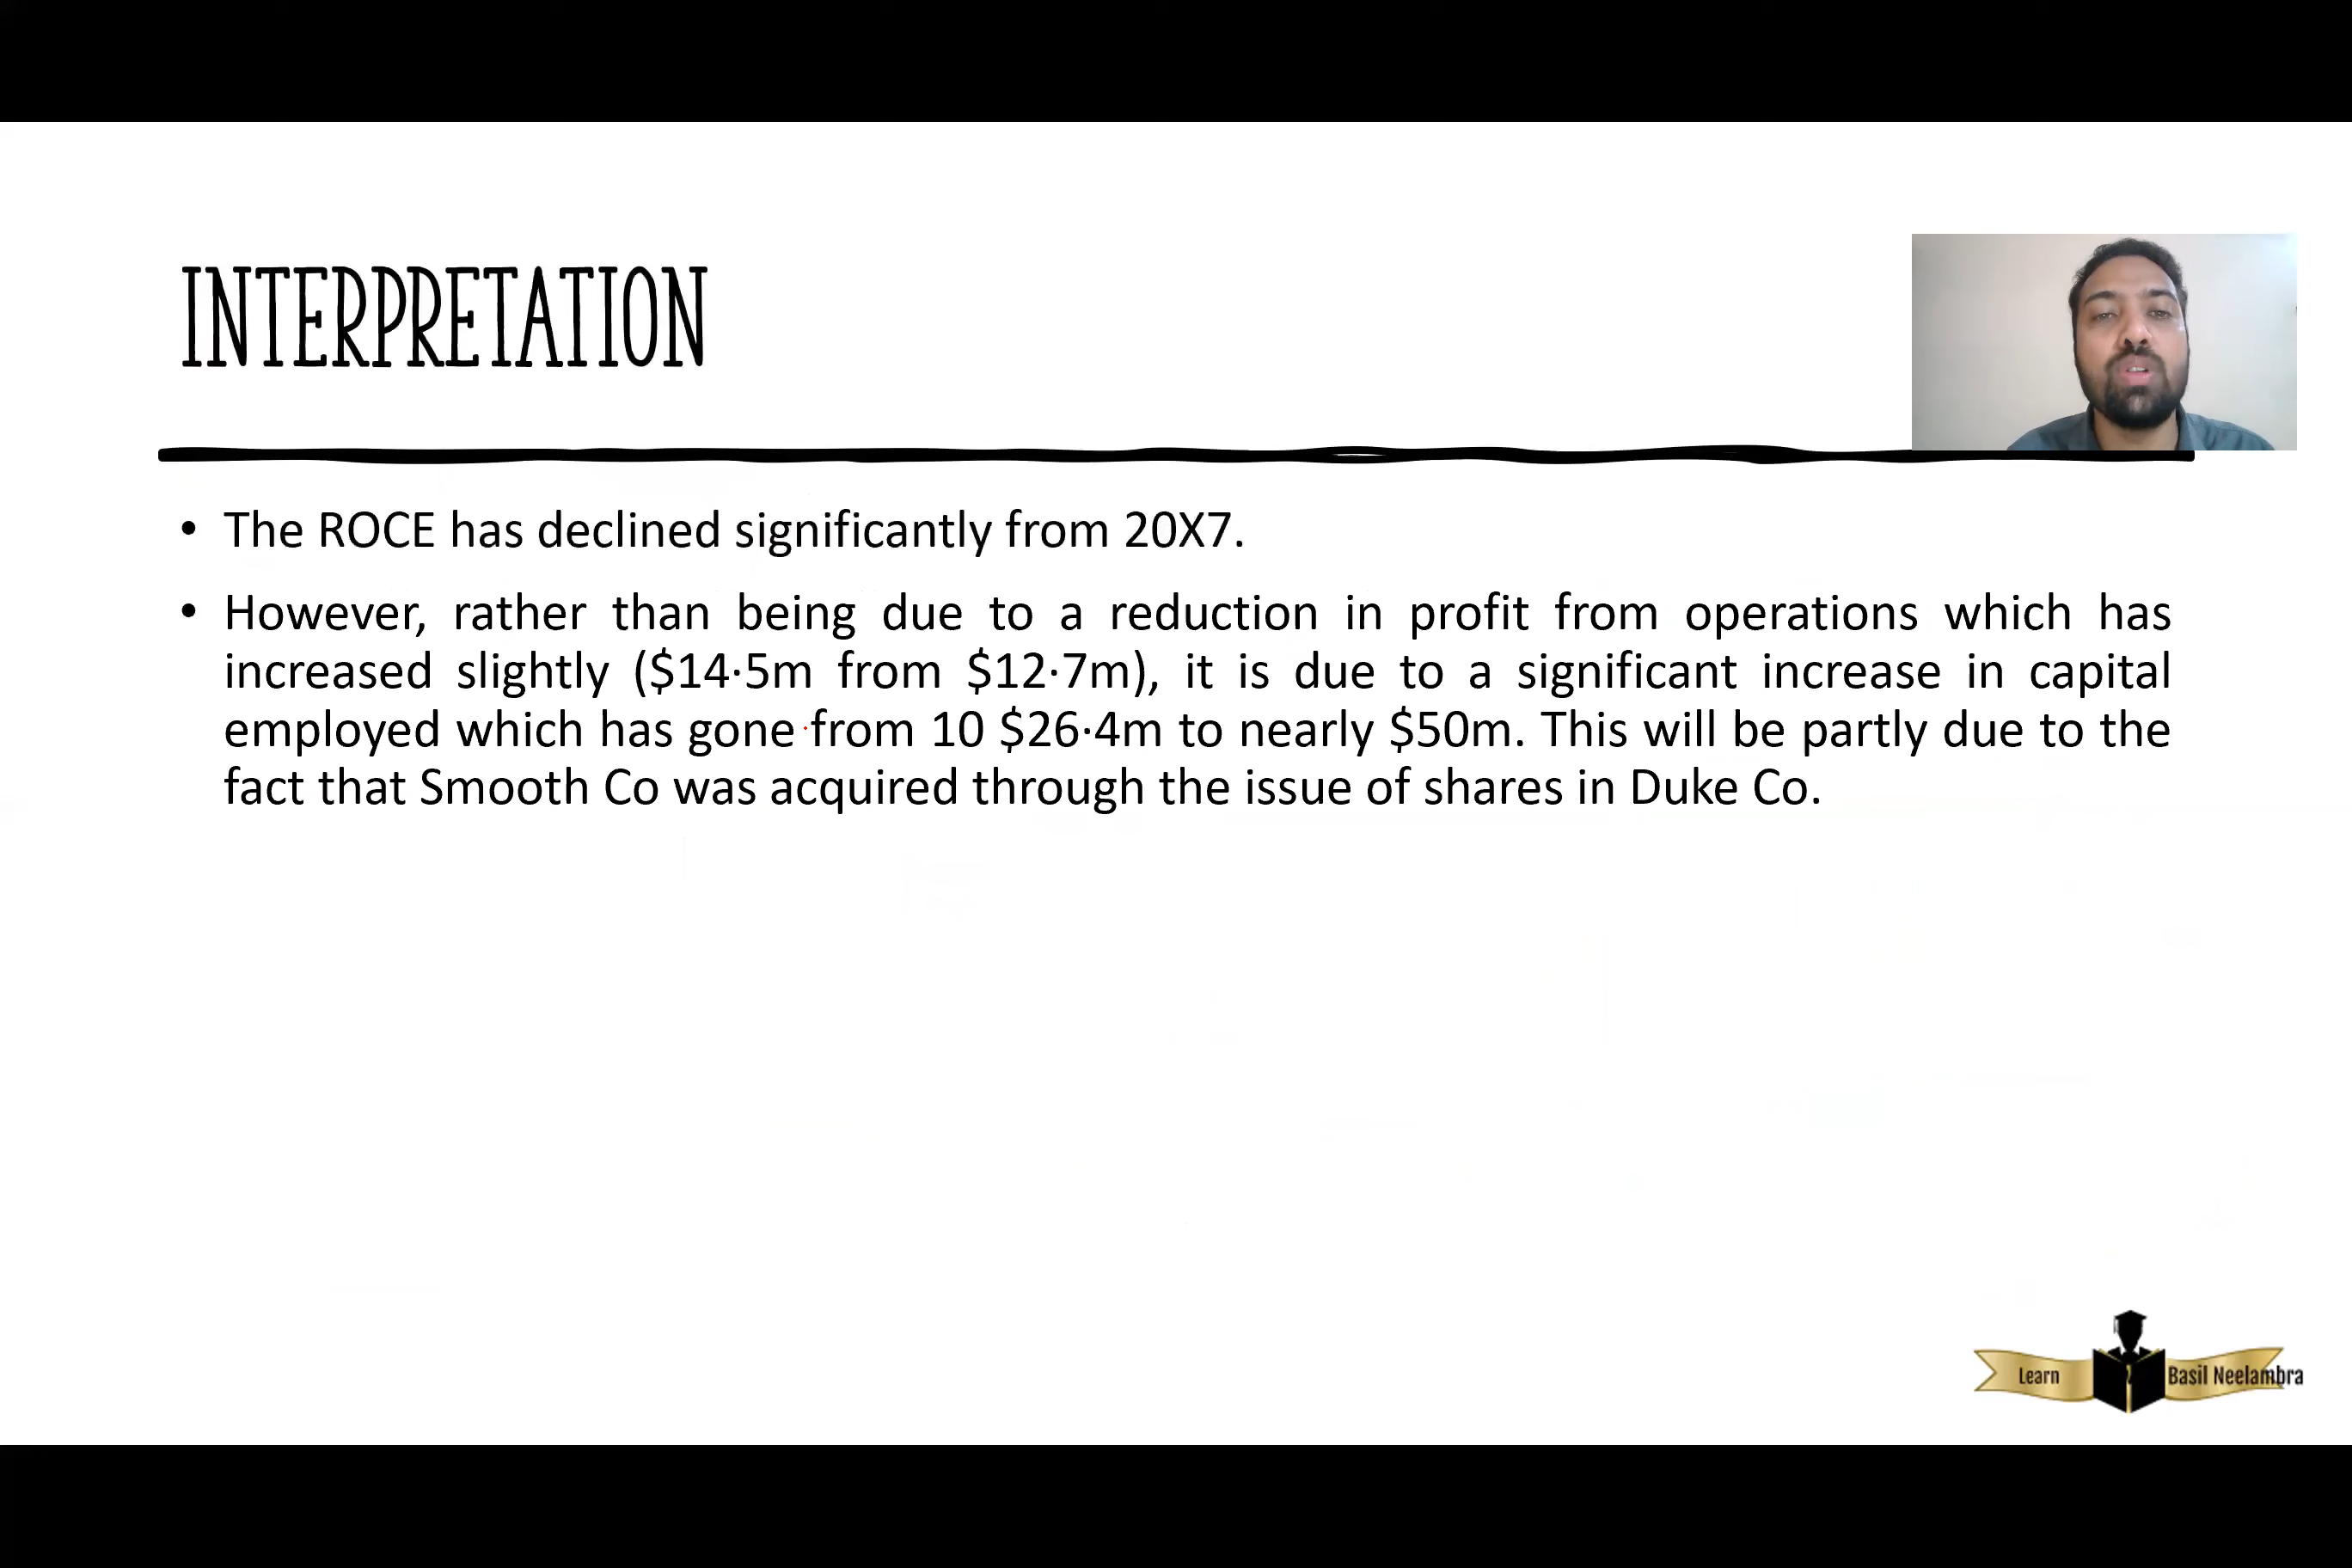 INTERPRETATION
• The ROCE has declined significantly from 20X7.
• However, rather than being due to a reduction in profit from operations which has
increased slightly ($14·5m from $12·7m), it is due to a significant increase in capital
employed which has gone from 10 $26·4m to nearly $50m. This will be partly due to the
fact that Smooth Co was acquired through the issue of shares in Duke Co.
Learn Basil Neelambra